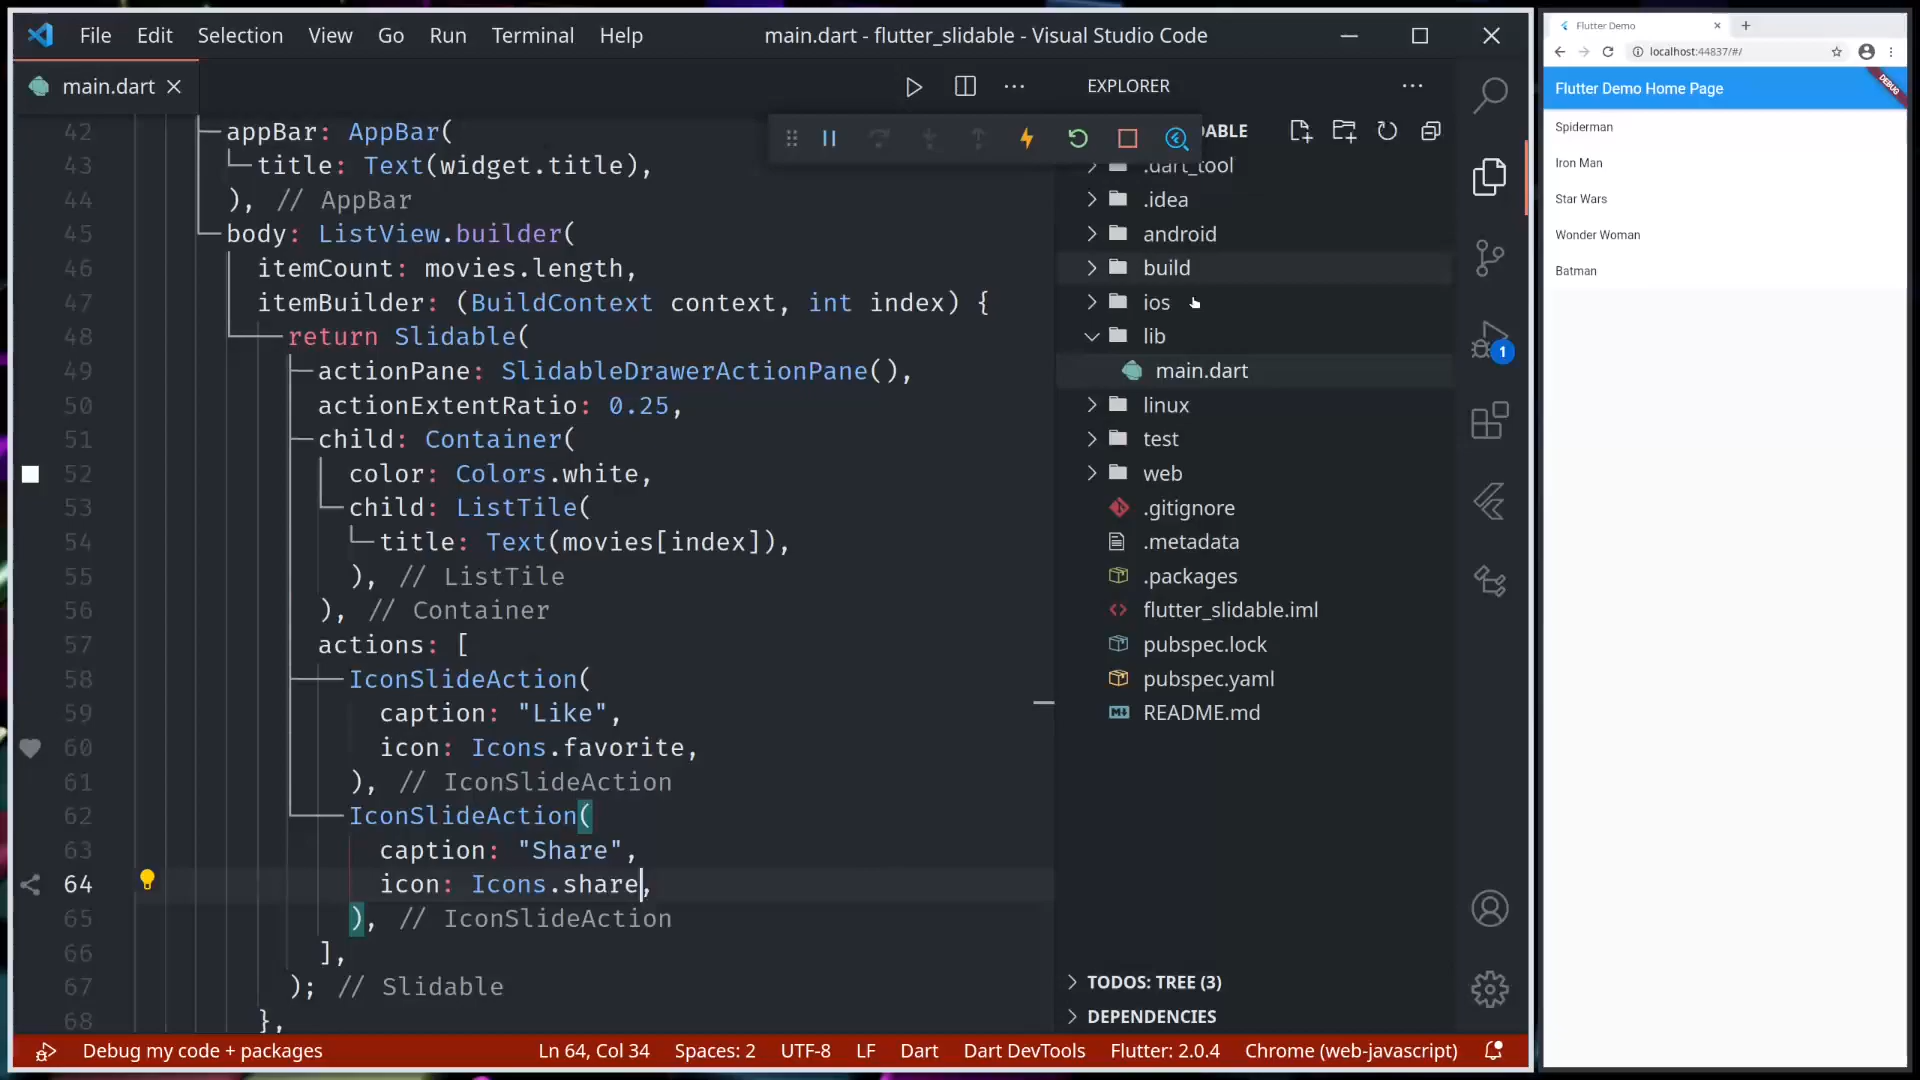 File Edit Selection View Go Run Terminal Help
main.dart - flutter_slidable - Visual Studio Code
main.dart
42 appBar: AppBar(
43 title: Text(widget.title),
44 ), // AppBar
45 body: ListView.builder(
46 itemCount: movies.length,
47 itemBuilder: (BuildContext context, int index) {
48 return Slidable(
49 actionPane: SlidableDrawerActionPane(),
50 actionExtentRatio: 0.25,
51 child: Container(
52 color: Colors.white,
53 child: ListTile(
54 title: Text(movies[index]),
55 ), // ListTile
56 ), // Container
57 actions: [
58 IconSlideAction(
59 caption: "Like",
60 icon: Icons.favorite,
61 ), // IconSlideAction
62 IconSlideAction(
63 caption: "Share",
64 icon: Icons.share,
65 ), // IconSlideAction
66 ],
67 ); // Slidable
68 },
EXPLORER
DABLE
.dart_tool
.idea
android
build
ios
lib
main.dart
linux
test
web
.gitignore
.metadata
.packages
flutter_slidable.iml
pubspec.lock
pubspec.yaml
README.md
TODOS: TREE (3)
DEPENDENCIES
1
Debug my code + packages
Ln 64, Col 34
Spaces: 2
UTF-8
LF
Dart
Dart DevTools
Flutter: 2.0.4
Chrome (web-javascript)
Flutter Demo
localhost:44837/#/
Flutter Demo Home Page
DEBUG
Spiderman
Iron Man
Star Wars
Wonder Woman
Batman